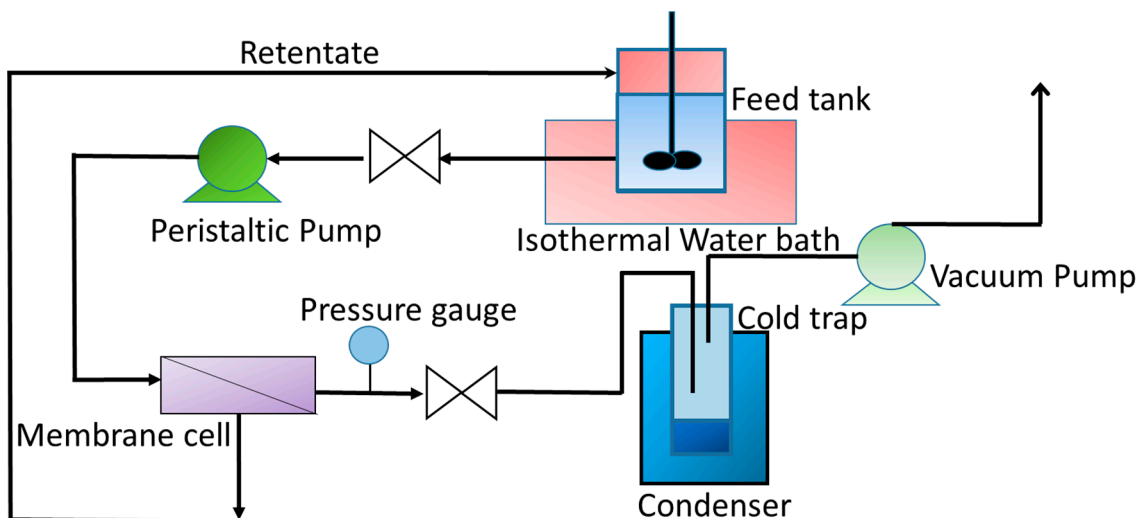 Retentate
Feed tank
Peristaltic Pump
Isothermal Water bath
Vacuum Pump
Pressure gauge
Cold trap
Membrane cell
Condenser